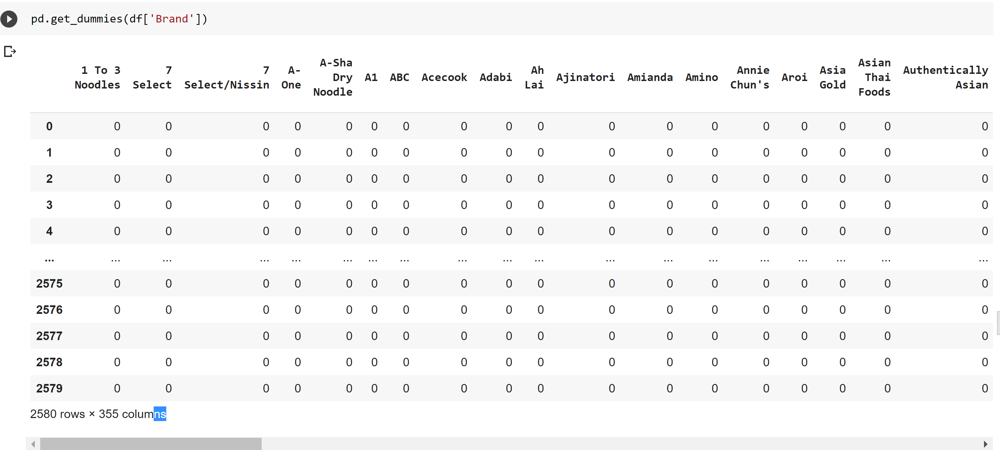 pd.get_dummies(df['Brand'])
1 To 3 Noodles 7 Select 7 Select/Nissin A-One A-Sha Dry Noodle A1 ABC Acecook Adabi Ah Lai Ajinatori Amianda Amino Annie Chun's Aroi Asia Gold Asian Thai Foods Authentically Asian
0 0 0 0 0 0 0 0 0 0 0 0 0 0 0 0 0 0 0
1 0 0 0 0 0 0 0 0 0 0 0 0 0 0 0 0 0 0
2 0 0 0 0 0 0 0 0 0 0 0 0 0 0 0 0 0 0
3 0 0 0 0 0 0 0 0 0 0 0 0 0 0 0 0 0 0
4 0 0 0 0 0 0 0 0 0 0 0 0 0 0 0 0 0 0
... ... ... ... ... ... ... ... ... ... ... ... ... ... ... ... ... ... ...
2575 0 0 0 0 0 0 0 0 0 0 0 0 0 0 0 0 0 0
2576 0 0 0 0 0 0 0 0 0 0 0 0 0 0 0 0 0 0
2577 0 0 0 0 0 0 0 0 0 0 0 0 0 0 0 0 0 0
2578 0 0 0 0 0 0 0 0 0 0 0 0 0 0 0 0 0 0
2579 0 0 0 0 0 0 0 0 0 0 0 0 0 0 0 0 0 0
2580 rows × 355 columns